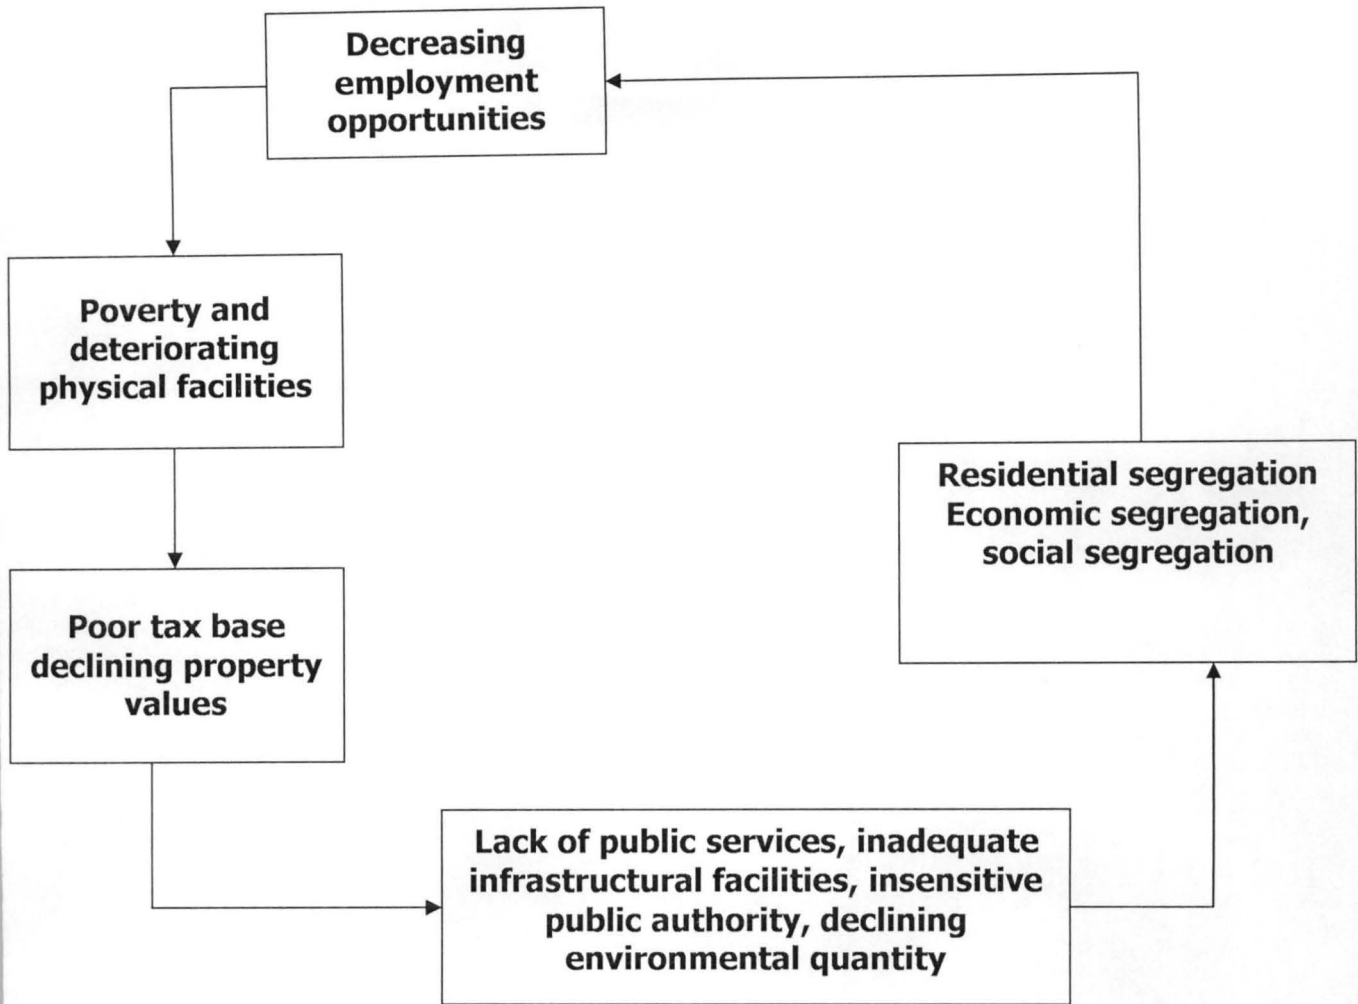 Decreasing
employment
opportunities
Poverty and
deteriorating
physical facilities
Poor tax base
declining property
values
Lack of public services, inadequate
infrastructural facilities, insensitive
public authority, declining
environmental quantity
Residential segregation
Economic segregation,
social segregation